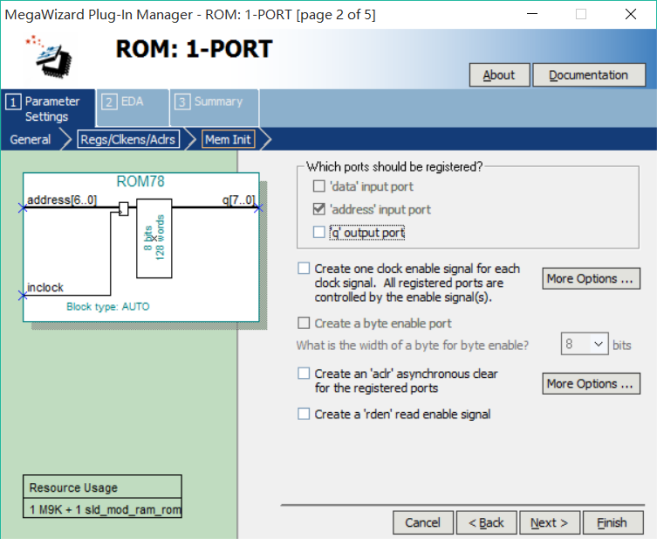 MegaWizard Plug-In Manager - ROM: 1-PORT [page 2 of 5]
ROM: 1-PORT
About
Documentation
1 Parameter Settings
2 EDA
3 Summary
General
Regs/Clkens/Aclrs
Mem Init
ROM78
address[6..0]
q[7..0]
8 bits
128 words
inclock
Block type: AUTO
Which ports should be registered?
'data' input port
'address' input port
'q' output port
Create one clock enable signal for each
clock signal. All registered ports are
controlled by the enable signal(s).
More Options ...
Create a byte enable port
What is the width of a byte for byte enable?
8
bits
Create an 'aclr' asynchronous clear
for the registered ports
More Options ...
Create a 'rden' read enable signal
Resource Usage
1 M9K + 1 sld_mod_ram_rom
Cancel
< Back
Next >
Finish